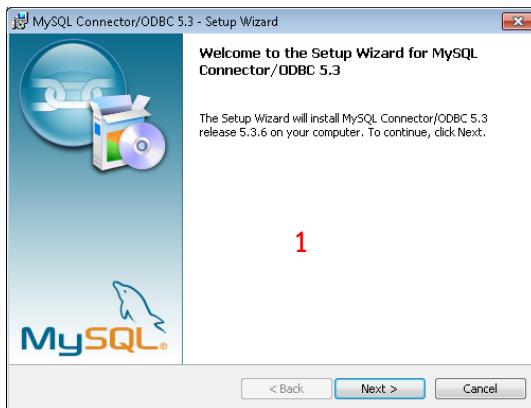 MySQL Connector/ODBC 5.3 - Setup Wizard
Welcome to the Setup Wizard for MySQL
Connector/ODBC 5.3
The Setup Wizard will install MySQL Connector/ODBC 5.3
release 5.3.6 on your computer. To continue, click Next.
1
MySQL®
< Back Next > Cancel